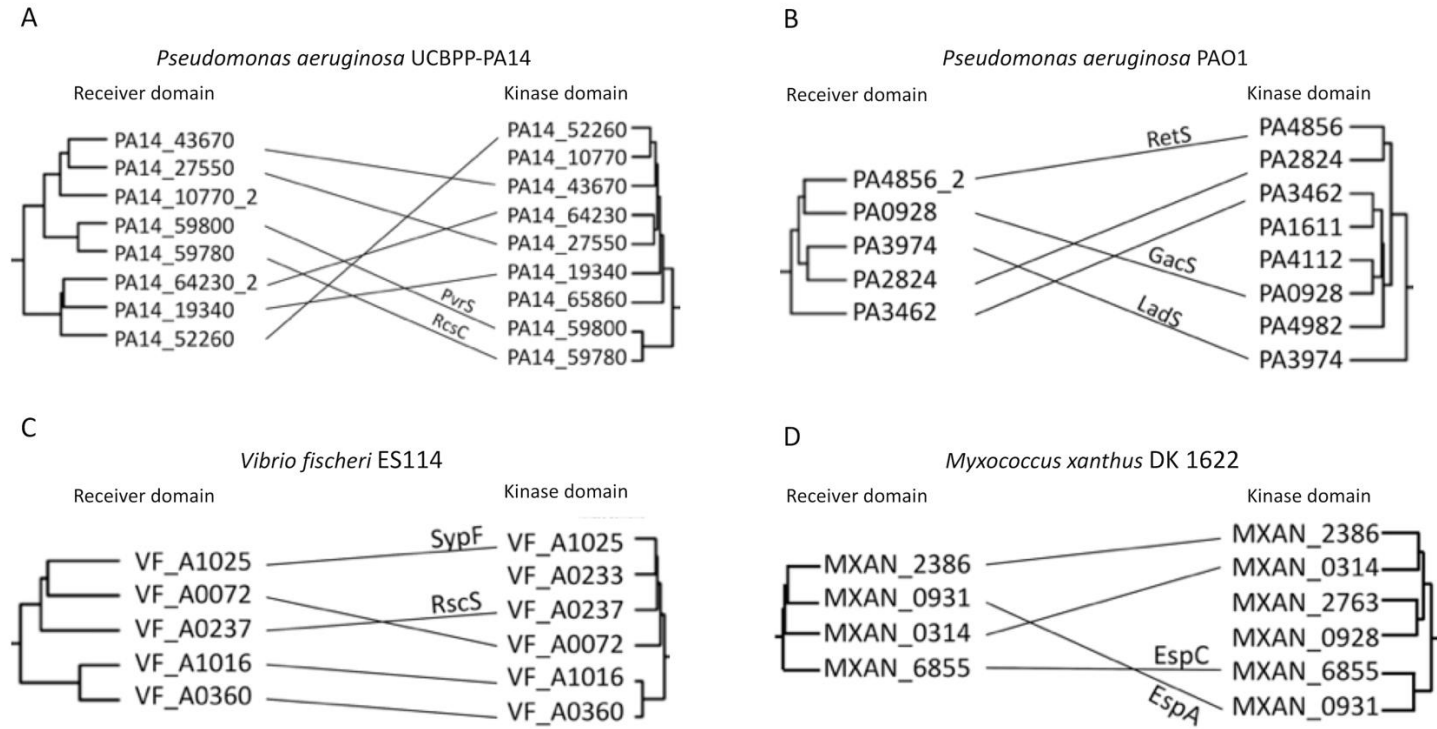 A
Pseudomonas aeruginosa UCBPP-PA14
Receiver domain
Kinase domain
PA14_43670
PA14_27550
PA14_10770_2
PA14_59800
PA14_59780
PA14_64230_2
PA14_19340
PA14_52260
PvrS
RcsC
PA14_52260
PA14_10770
PA14_43670
PA14_64230
PA14_27550
PA14_19340
PA14_65860
PA14_59800
PA14_59780
B
Pseudomonas aeruginosa PAO1
Receiver domain
Kinase domain
PA4856_2
PA0928
PA3974
PA2824
PA3462
RetS
GacS
LadS
PA4856
PA2824
PA3462
PA1611
PA4112
PA0928
PA4982
PA3974
C
Vibrio fischeri ES114
Receiver domain
Kinase domain
VF_A1025
VF_A0072
VF_A0237
VF_A1016
VF_A0360
SypF
RscS
VF_A1025
VF_A0233
VF_A0237
VF_A0072
VF_A1016
VF_A0360
D
Myxococcus xanthus DK 1622
Receiver domain
Kinase domain
MXAN_2386
MXAN_0931
MXAN_0314
MXAN_6855
EspC
EspA
MXAN_2386
MXAN_0314
MXAN_2763
MXAN_0928
MXAN_6855
MXAN_0931